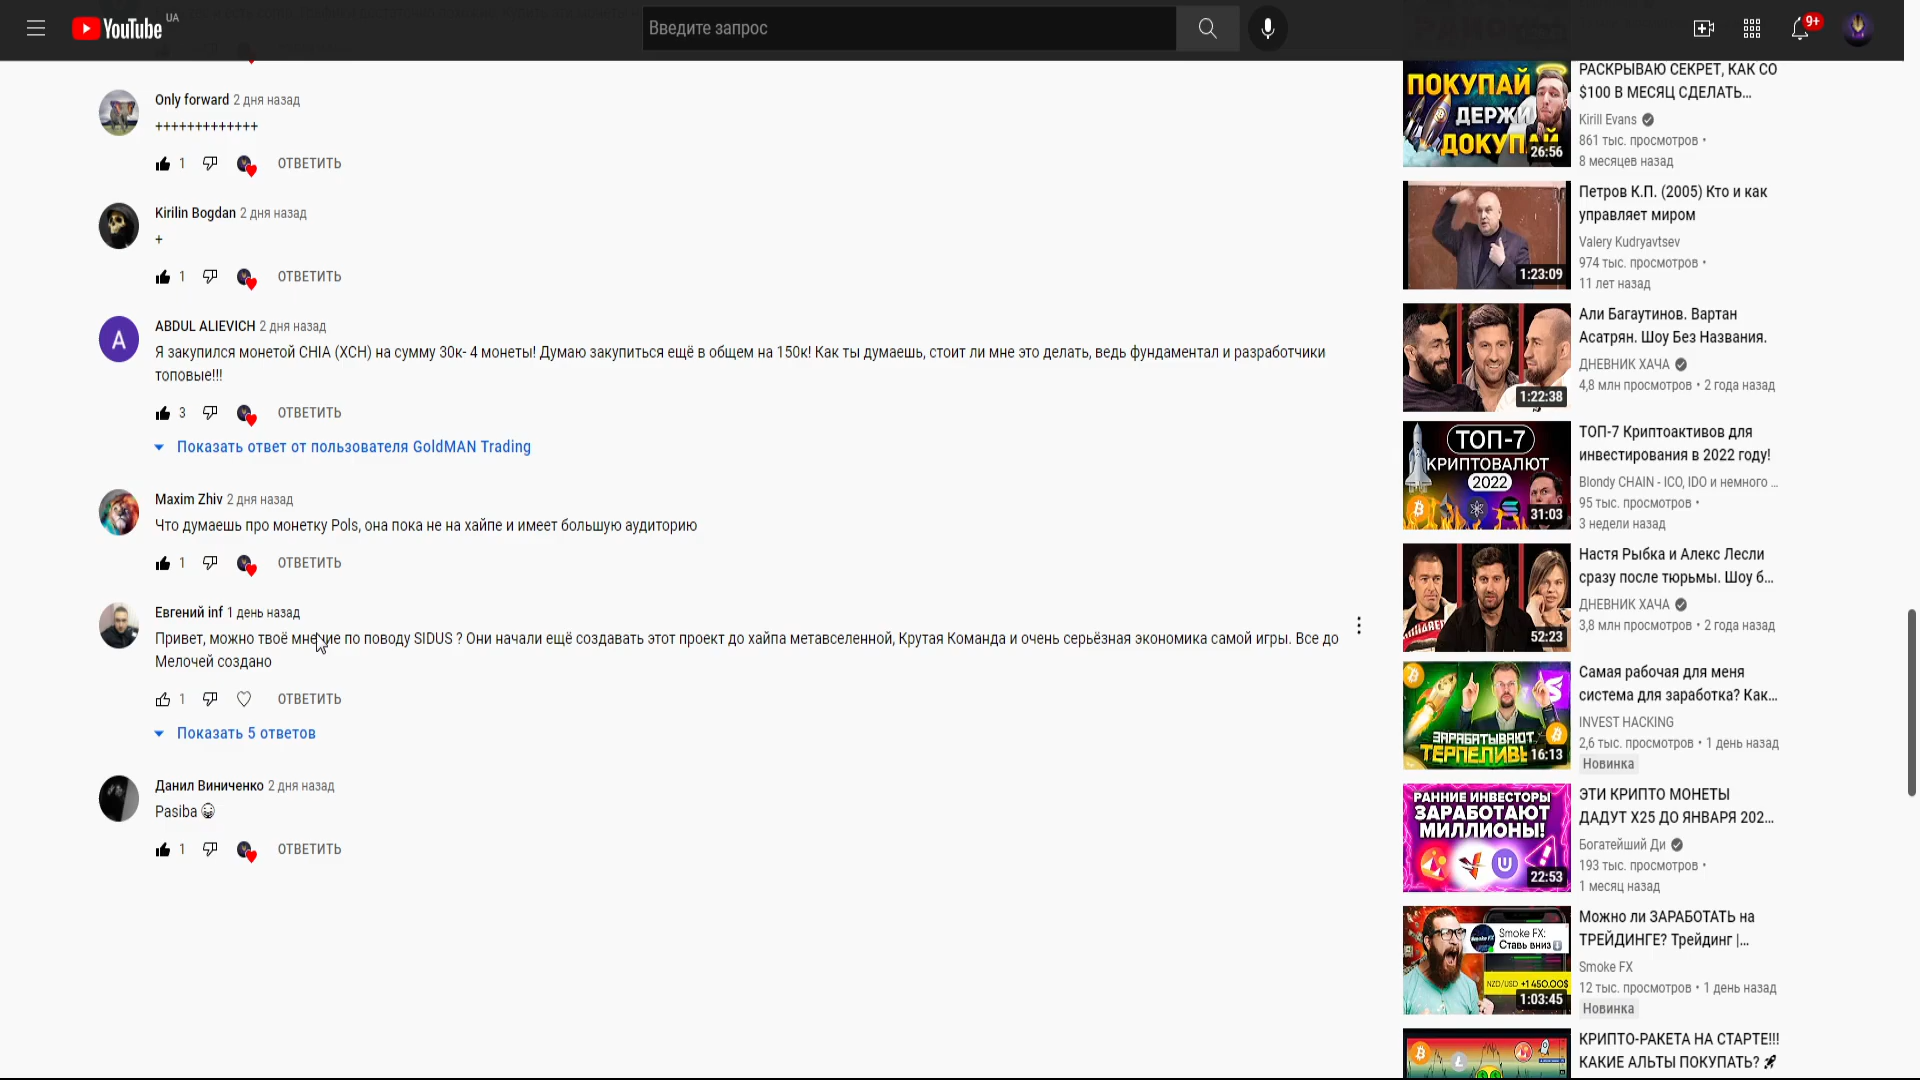 YouTube UA
Введите запрос
9+
Only forward 2 дня назад
+++++++++++++
1 ОТВЕТИТЬ
Kirilin Bogdan 2 дня назад
+
1 ОТВЕТИТЬ
A
ABDUL ALIEVICH 2 дня назад
Я закупился монетой CHIA (XCH) на сумму 30к- 4 монеты! Думаю закупиться ещё в общем на 150к! Как ты думаешь, стоит ли мне это делать, ведь фундаментал и разработчики
топовые!!!
3 ОТВЕТИТЬ
Показать ответ от пользователя GoldMAN Trading
Maxim Zhiv 2 дня назад
Что думаешь про монетку Pols, она пока не на хайпе и имеет большую аудиторию
1 ОТВЕТИТЬ
Евгений inf 1 день назад
Привет, можно твоё мнение по поводу SIDUS ? Они начали ещё создавать этот проект до хайпа метавселенной, Крутая Команда и очень серьёзная экономика самой игры. Все до
Мелочей создано
1 ОТВЕТИТЬ
Показать 5 ответов
Данил Виниченко 2 дня назад
Pasiba 😀
1 ОТВЕТИТЬ
ПОКУПАЙ
ДЕРЖИ
ДОКУПАЙ
26:56
РАСКРЫВАЮ СЕКРЕТ, КАК СО
$100 В МЕСЯЦ СДЕЛАТЬ...
Kirill Evans
861 тыс. просмотров •
8 месяцев назад
1:23:09
Петров К.П. (2005) Кто и как
управляет миром
Valery Kudryavtsev
974 тыс. просмотров •
11 лет назад
1:22:38
Али Багаутинов. Вартан
Асатрян. Шоу Без Названия.
ДНЕВНИК ХАЧА
4,8 млн просмотров • 2 года назад
ТОП-7
КРИПТОВАЛЮТ
2022
31:03
ТОП-7 Криптоактивов для
инвестирования в 2022 году!
Blondy CHAIN - ICO, IDO и немного ...
95 тыс. просмотров •
3 недели назад
52:23
Настя Рыбка и Алекс Лесли
сразу после тюрьмы. Шоу б...
ДНЕВНИК ХАЧА
3,8 млн просмотров • 2 года назад
ЗАРАБАТЫВАЮТ
ТЕРПЕЛИВЫ
16:13
Самая рабочая для меня
система для заработка? Как...
INVEST HACKING
2,6 тыс. просмотров • 1 день назад
Новинка
РАННИЕ ИНВЕСТОРЫ
ЗАРАБОТАЮТ
МИЛЛИОНЫ!
22:53
ЭТИ КРИПТО МОНЕТЫ
ДАДУТ Х25 ДО ЯНВАРЯ 202...
Богатейший Ди
193 тыс. просмотров •
1 месяц назад
Smoke FX:
Ставь вниз
NZD/USD +1 450.00$
1:03:45
Можно ли ЗАРАБОТАТЬ на
ТРЕЙДИНГЕ? Трейдинг |...
Smoke FX
12 тыс. просмотров • 1 день назад
Новинка
КРИПТО-РАКЕТА НА СТАРТЕ!!!
КАКИЕ АЛЬТЫ ПОКУПАТЬ? 🚀